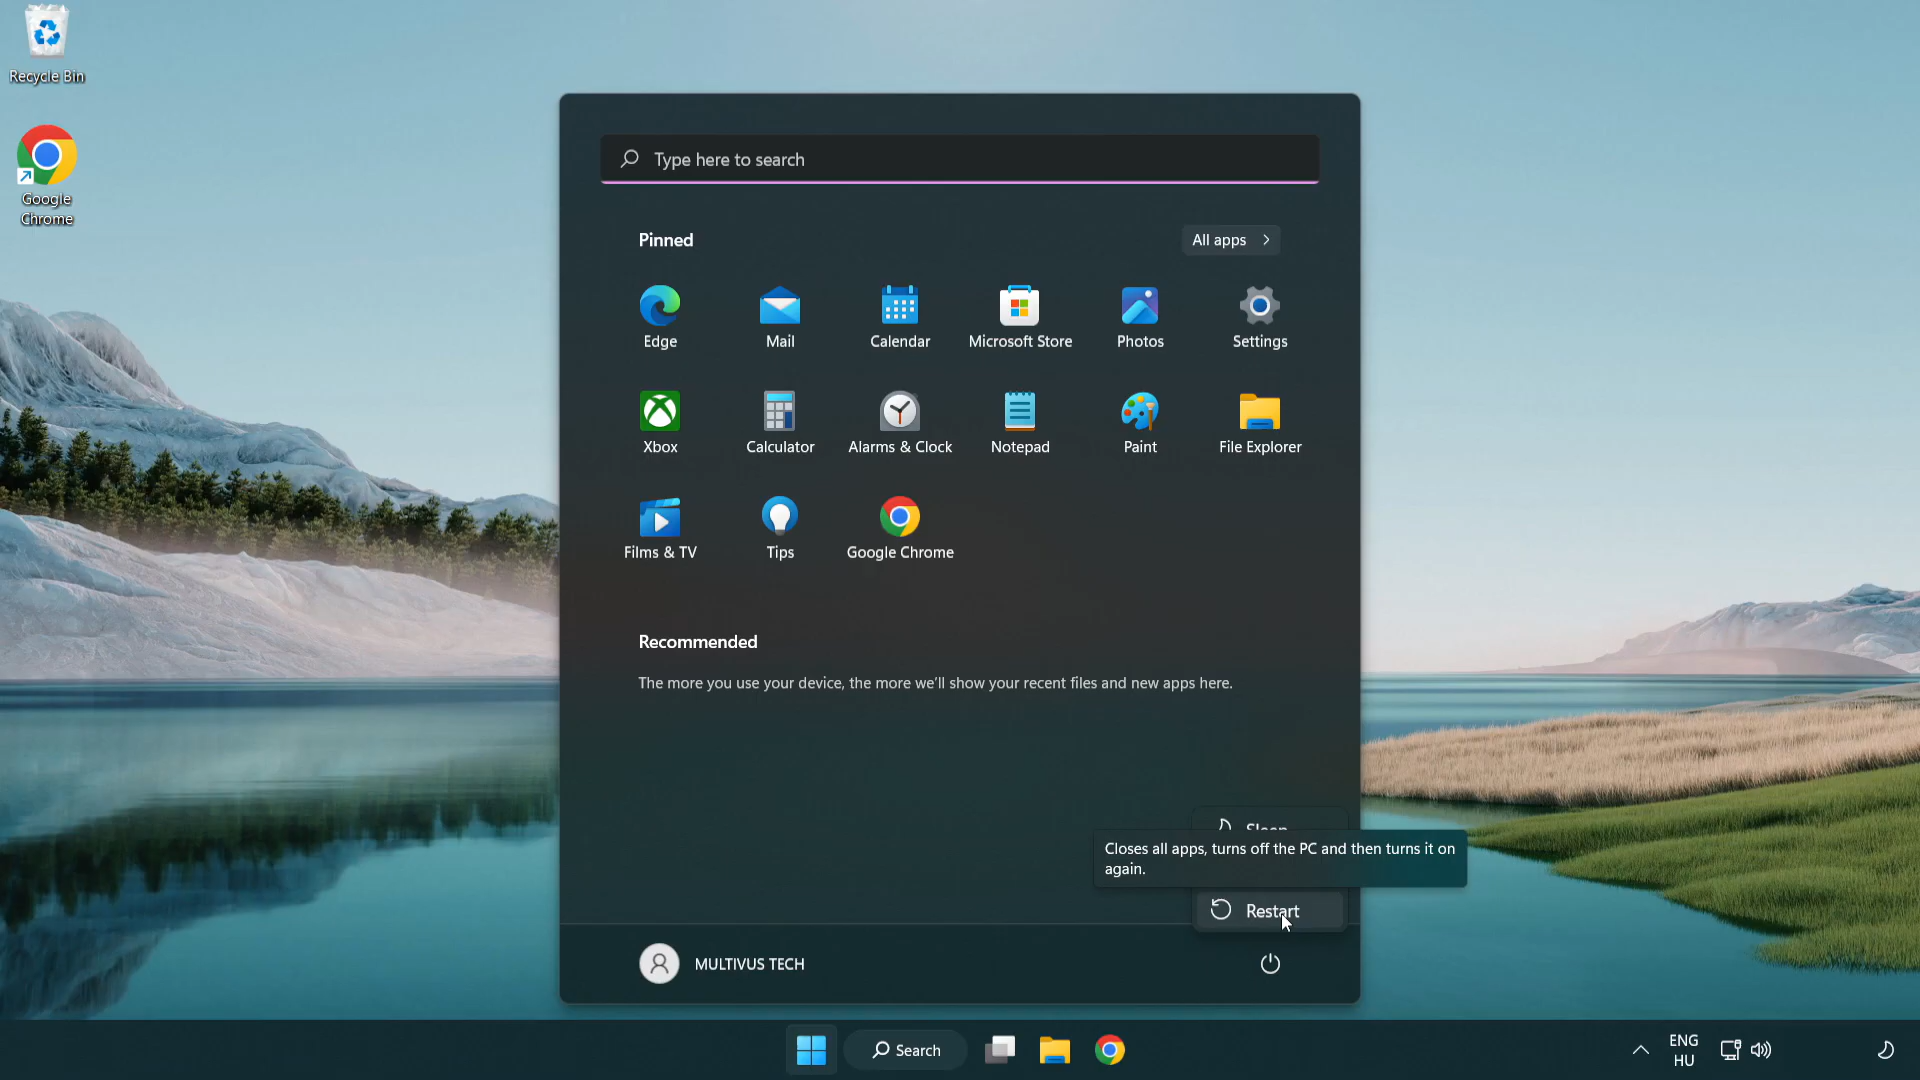 Recycle Bin
Google
Chrome
Type here to search
Pinned
All apps
Edge
Mail
Calendar
Microsoft Store
Photos
Settings
Xbox
Calculator
Alarms & Clock
Notepad
Paint
File Explorer
Films & TV
Tips
Google Chrome
Recommended
The more you use your device, the more we'll show your recent files and new apps here.
Sleep
Closes all apps, turns off the PC and then turns it on
again.
Restart
MULTIVUS TECH
Search
ENG
HU